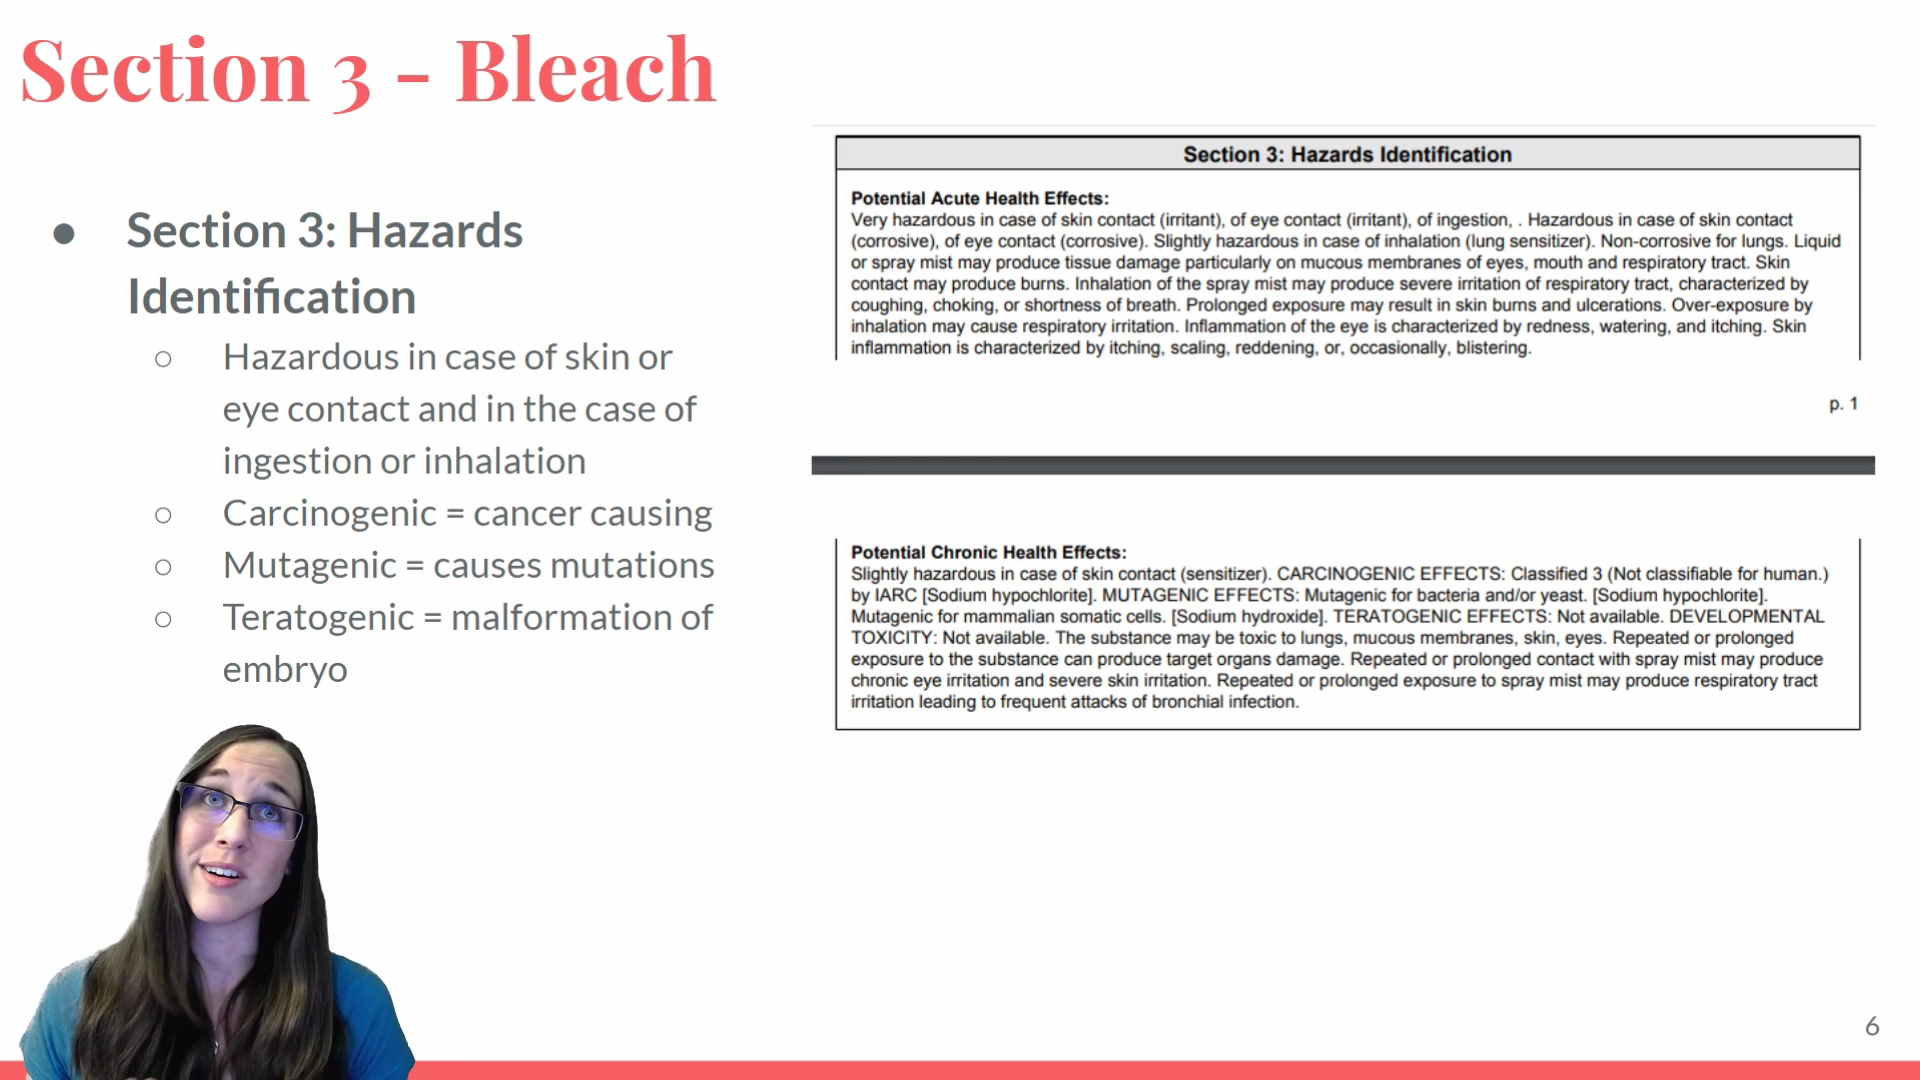 Section 3 - Bleach
● Section 3: Hazards
Identification
○ Hazardous in case of skin or
eye contact and in the case of
ingestion or inhalation
○ Carcinogenic = cancer causing
○ Mutagenic = causes mutations
○ Teratogenic = malformation of
embryo
Section 3: Hazards Identification
Potential Acute Health Effects:
Very hazardous in case of skin contact (irritant), of eye contact (irritant), of ingestion, . Hazardous in case of skin contact
(corrosive), of eye contact (corrosive). Slightly hazardous in case of inhalation (lung sensitizer). Non-corrosive for lungs. Liquid
or spray mist may produce tissue damage particularly on mucous membranes of eyes, mouth and respiratory tract. Skin
contact may produce burns. Inhalation of the spray mist may produce severe irritation of respiratory tract, characterized by
coughing, choking, or shortness of breath. Prolonged exposure may result in skin burns and ulcerations. Over-exposure by
inhalation may cause respiratory irritation. Inflammation of the eye is characterized by redness, watering, and itching. Skin
inflammation is characterized by itching, scaling, reddening, or, occasionally, blistering.
p. 1
Potential Chronic Health Effects:
Slightly hazardous in case of skin contact (sensitizer). CARCINOGENIC EFFECTS: Classified 3 (Not classifiable for human.)
by IARC [Sodium hypochlorite]. MUTAGENIC EFFECTS: Mutagenic for bacteria and/or yeast. [Sodium hypochlorite].
Mutagenic for mammalian somatic cells. [Sodium hydroxide]. TERATOGENIC EFFECTS: Not available. DEVELOPMENTAL
TOXICITY: Not available. The substance may be toxic to lungs, mucous membranes, skin, eyes. Repeated or prolonged
exposure to the substance can produce target organs damage. Repeated or prolonged contact with spray mist may produce
chronic eye irritation and severe skin irritation. Repeated or prolonged exposure to spray mist may produce respiratory tract
irritation leading to frequent attacks of bronchial infection.
6